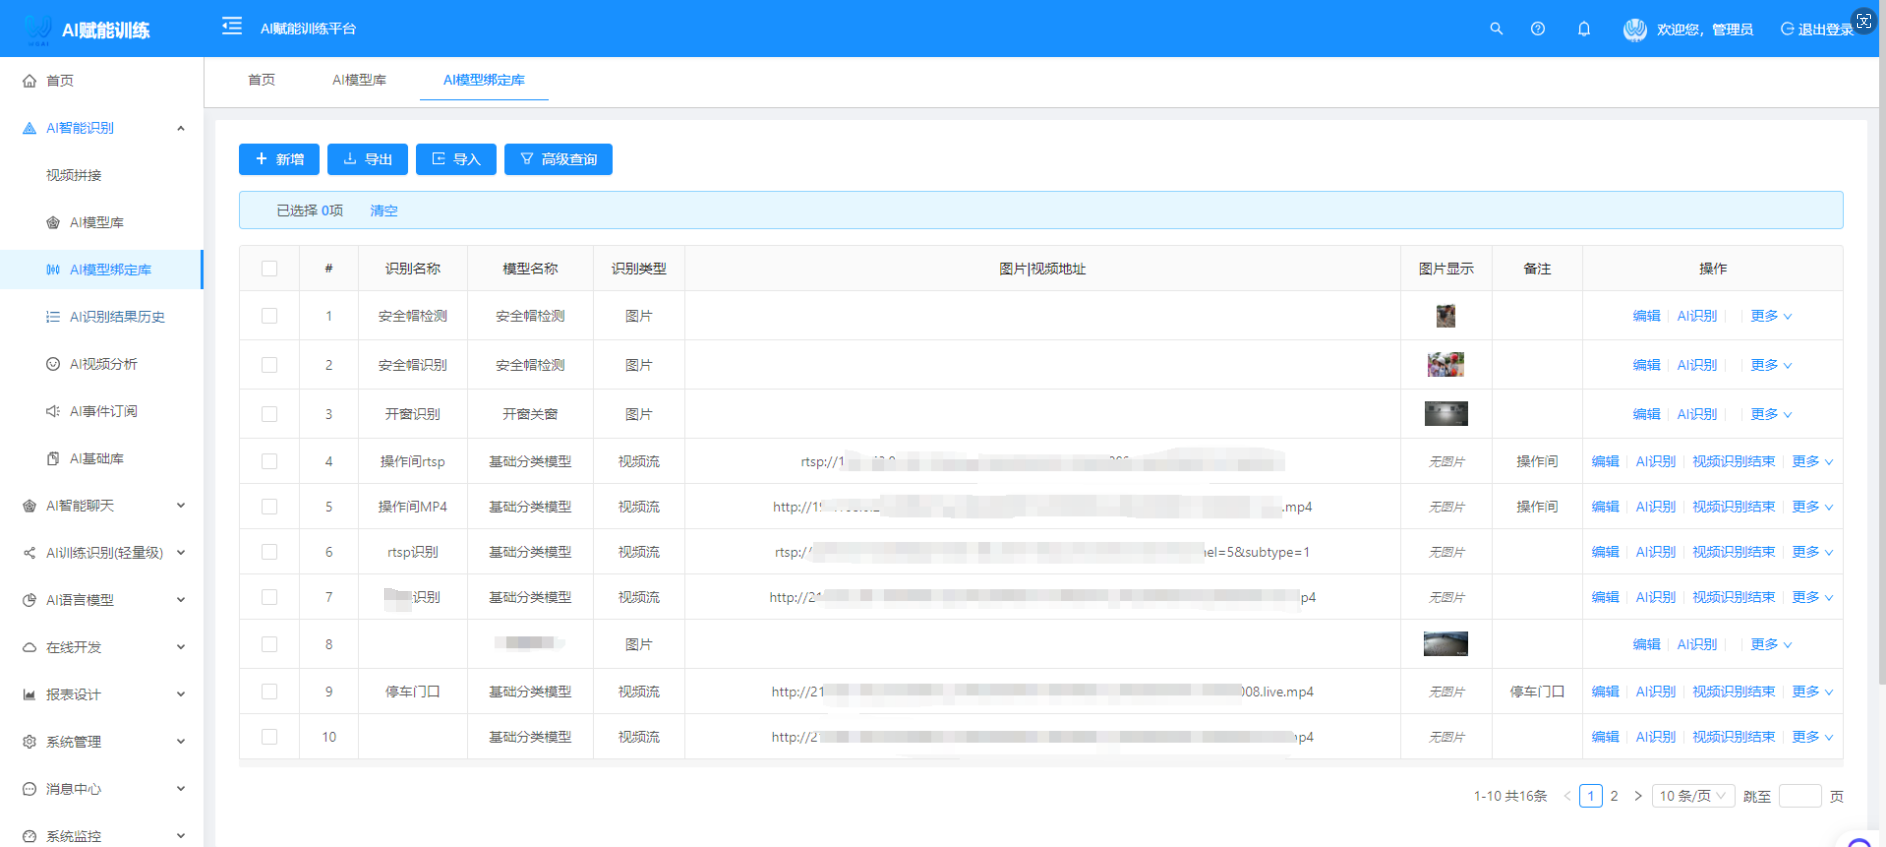 AI赋能训练
AI赋能训练平台
欢迎您，管理员
退出登录
首页
AI智能识别
视频拼接
AI模型库
AI模型绑定库
AI识别结果历史
AI视频分析
AI事件订阅
AI基础库
AI智能聊天
AI训练识别(轻量级)
AI语言模型
在线开发
报表设计
系统管理
消息中心
系统监控
首页 AI模型库 AI模型绑定库
新增 导出 导入 高级查询
已选择 0项 清空
# 识别名称 模型名称 识别类型 图片|视频地址 图片显示 备注 操作
1 安全帽检测 安全帽检测 图片 编辑 AI识别 更多
2 安全帽识别 安全帽检测 图片 编辑 AI识别 更多
3 开窗识别 开窗关窗 图片 编辑 AI识别 更多
4 操作间rtsp 基础分类模型 视频流 rtsp://1 无图片 操作间 编辑 AI识别 视频识别结束 更多
5 操作间MP4 基础分类模型 视频流 http://19 .mp4 无图片 操作间 编辑 AI识别 视频识别结束 更多
6 rtsp识别 基础分类模型 视频流 rtsp:// nel=5&subtype=1 无图片 编辑 AI识别 视频识别结束 更多
7 识别 基础分类模型 视频流 http://21 p4 无图片 编辑 AI识别 视频识别结束 更多
8 图片 编辑 AI识别 更多
9 停车门口 基础分类模型 视频流 http://21 008.live.mp4 无图片 停车门口 编辑 AI识别 视频识别结束 更多
10 基础分类模型 视频流 http://2 p4 无图片 编辑 AI识别 视频识别结束 更多
1-10 共16条 < 1 2 > 10 条/页 跳至 页